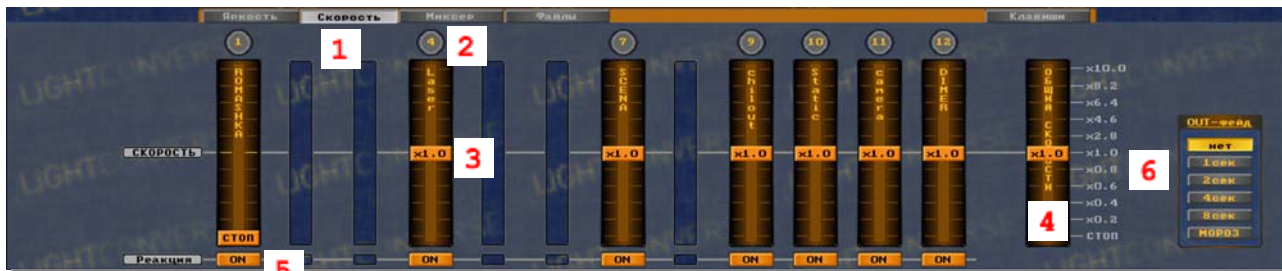 Яркость Скорость Миксер Файлы Клавиши
1 2
1 4 7 9 10 11 12
ROMASHKA Laser SCENA chilout Static camera DIMER ОБЩИЕ СКОРОСТИ
x10.0
x8.2
x6.4
x4.6
x2.8
СКОРОСТЬ x1.0 x1.0 x1.0 x1.0 x1.0 x1.0 x1.0 x1.0
x0.8
x0.6
x0.4
x0.2
СТОП СТОП
3 4 5 6
Реакция ON ON ON ON ON ON ON
OUT-фейд
нет
1сек
2сек
4сек
8сек
МОРОЗ
LIGHTCONVERSE